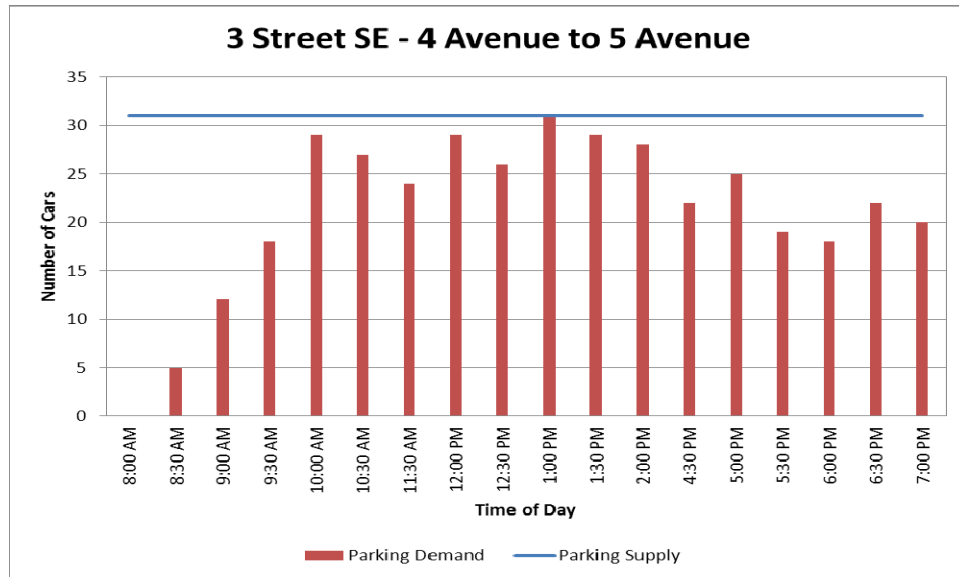 3 Street SE - 4 Avenue to 5 Avenue
35
30
25
20
15
10
5
0
Number of Cars
8:00 AM
8:30 AM
9:00 AM
9:30 AM
10:00 AM
10:30 AM
11:30 AM
12:00 PM
12:30 PM
1:00 PM
1:30 PM
2:00 PM
4:30 PM
5:00 PM
5:30 PM
6:00 PM
6:30 PM
7:00 PM
Time of Day
Parking Demand
Parking Supply